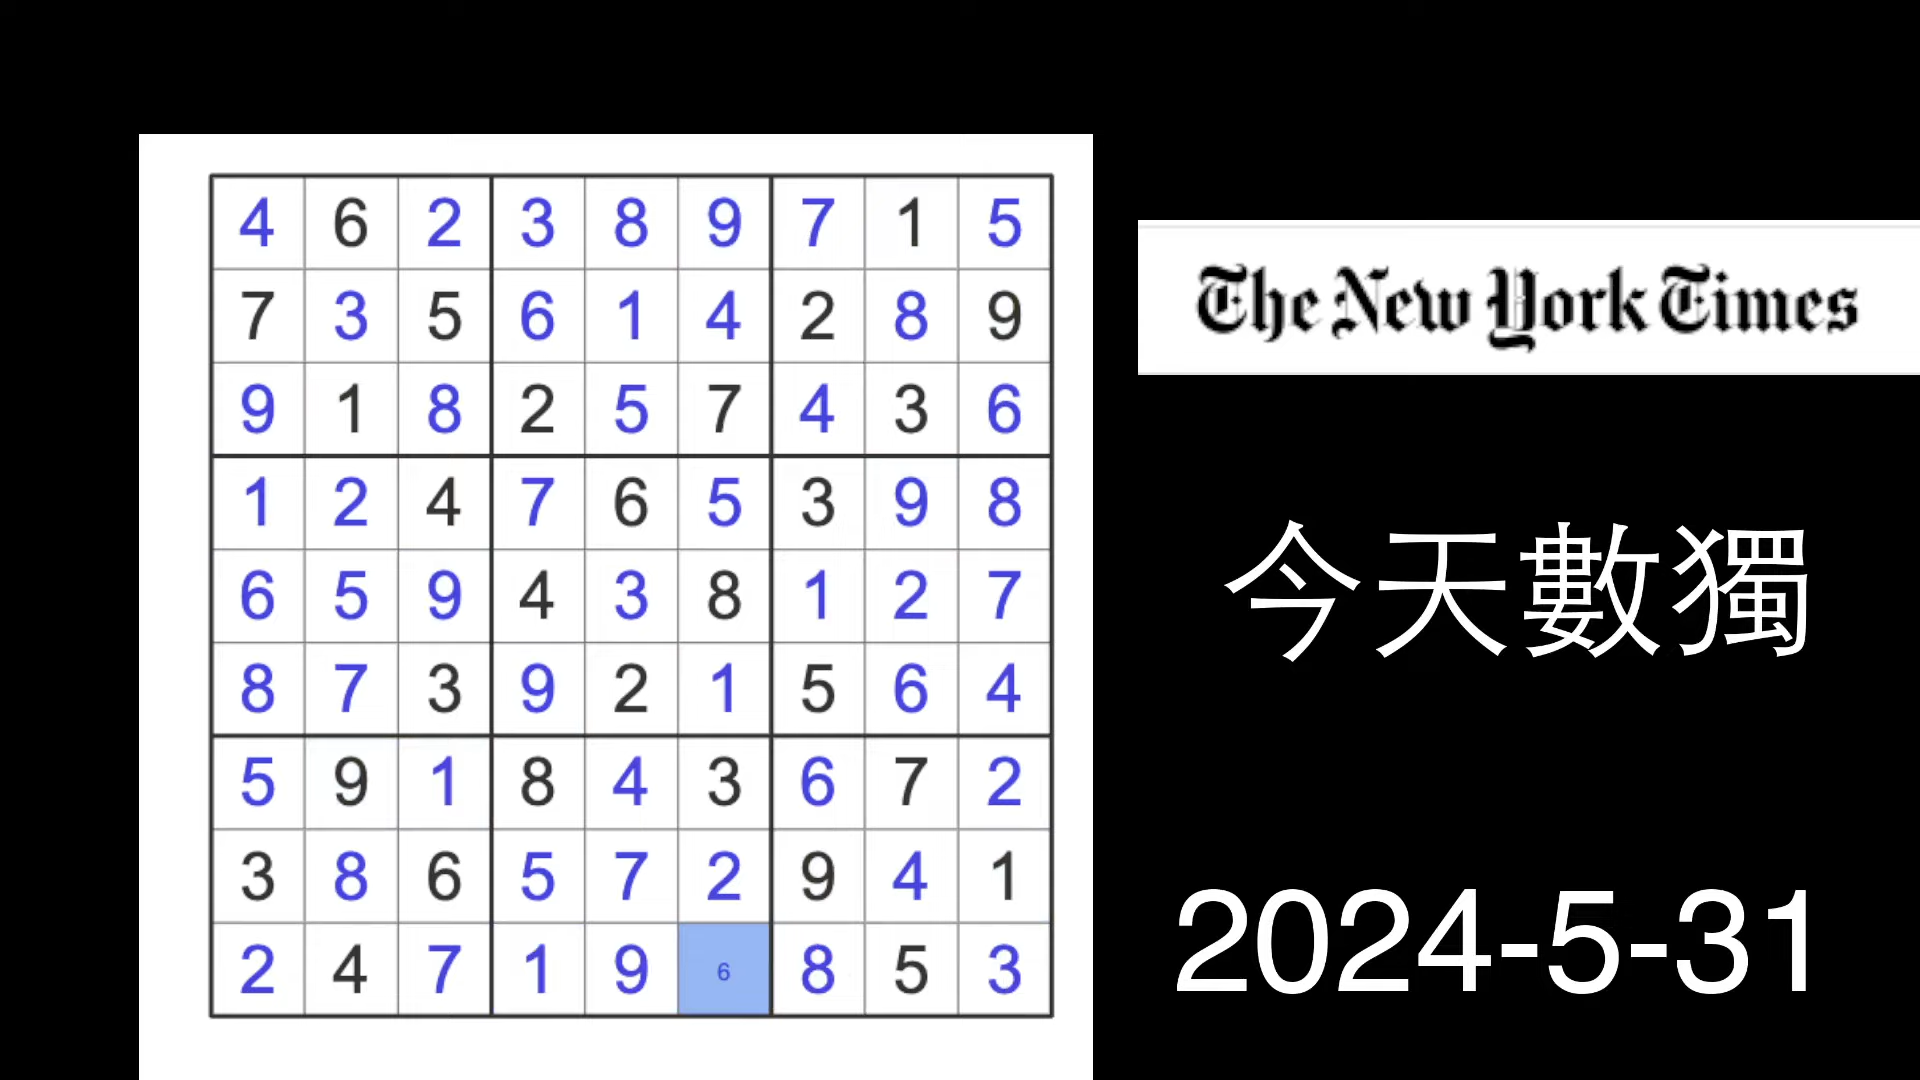 4 6 2 3 8 9 7 1 5
7 3 5 6 1 4 2 8 9
9 1 8 2 5 7 4 3 6
1 2 4 7 6 5 3 9 8
6 5 9 4 3 8 1 2 7
8 7 3 9 2 1 5 6 4
5 9 1 8 4 3 6 7 2
3 8 6 5 7 2 9 4 1
2 4 7 1 9 6 8 5 3
The New York Times
今天數獨
2024-5-31